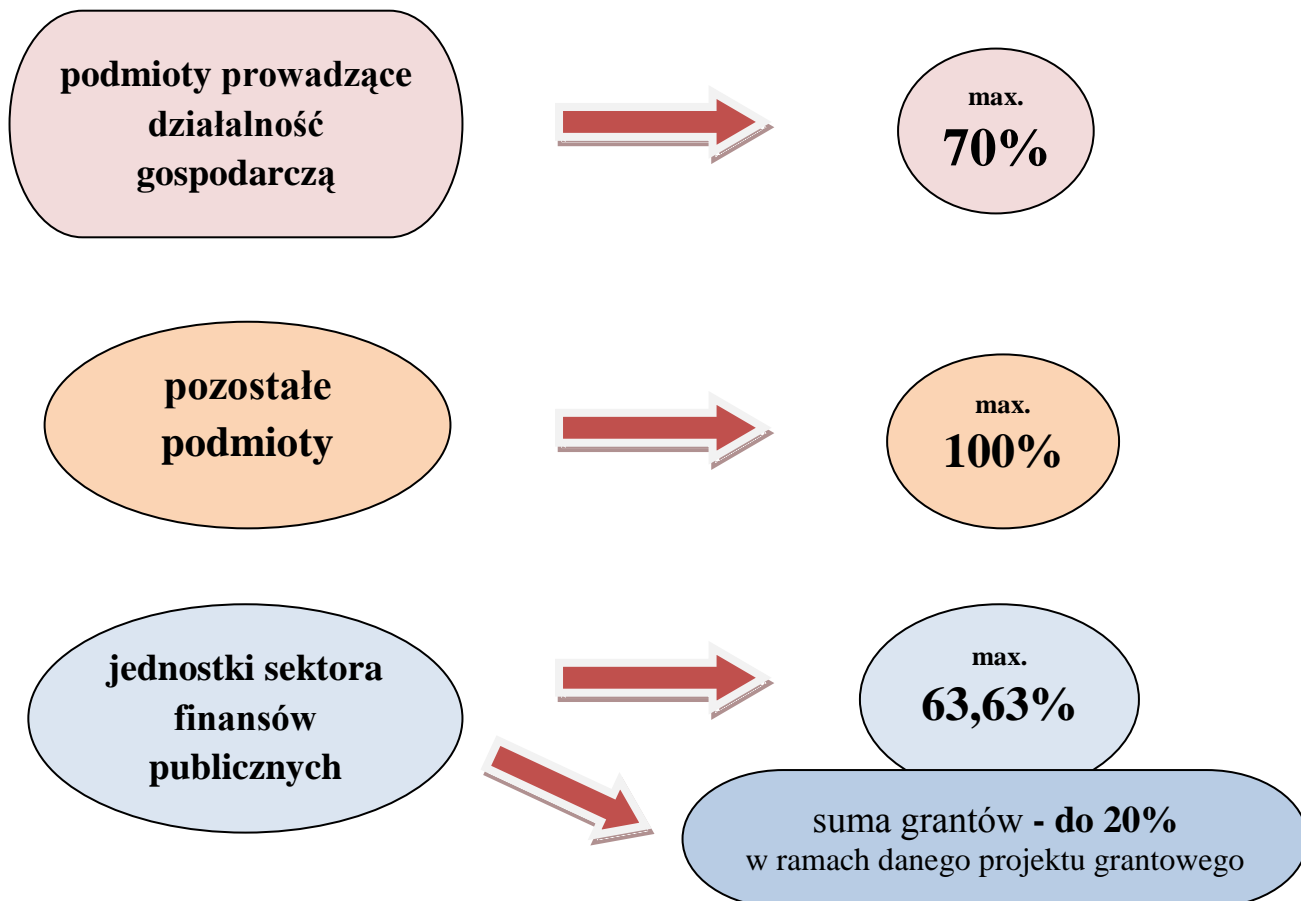 podmioty prowadzące
działalność
gospodarczą
max.
70%
pozostałe
podmioty
max.
100%
jednostki sektora
finansów
publicznych
max.
63,63%
suma grantów - do 20%
w ramach danego projektu grantowego